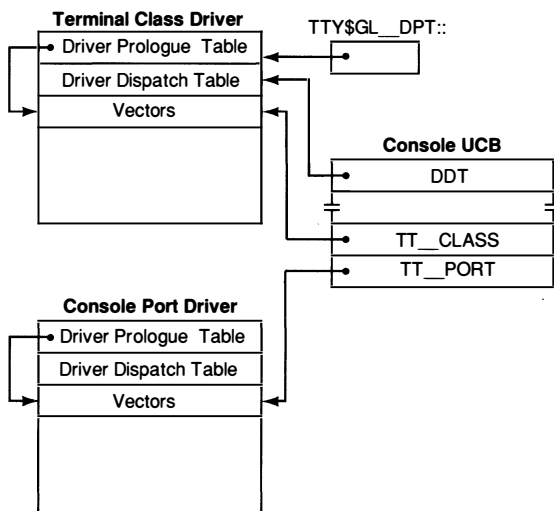 Terminal Class Driver
Driver Prologue Table
Driver Dispatch Table
Vectors
TTY$GL__DPT::
Console UCB
DDT
TT__CLASS
TT__PORT
Console Port Driver
Driver Prologue Table
Driver Dispatch Table
Vectors